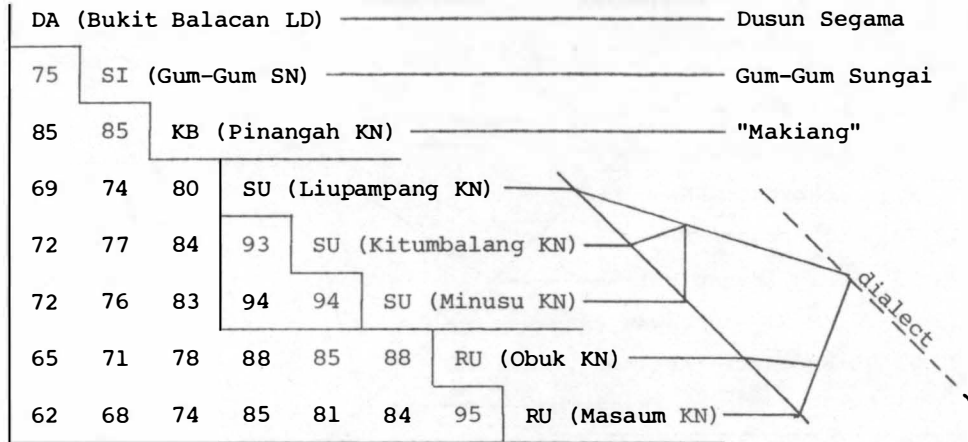 DA (Bukit Balacan LD) Dusun Segama
75 SI (Gum-Gum SN) Gum-Gum Sungai
85 85 KB (Pinangah KN) "Makiang"
69 74 80 SU (Liupampang KN)
72 77 84 93 SU (Kitumbalang KN)
72 76 83 94 94 SU (Minusu KN)
dialect
65 71 78 88 85 88 RU (Obuk KN)
62 68 74 85 81 84 95 RU (Masaum KN)